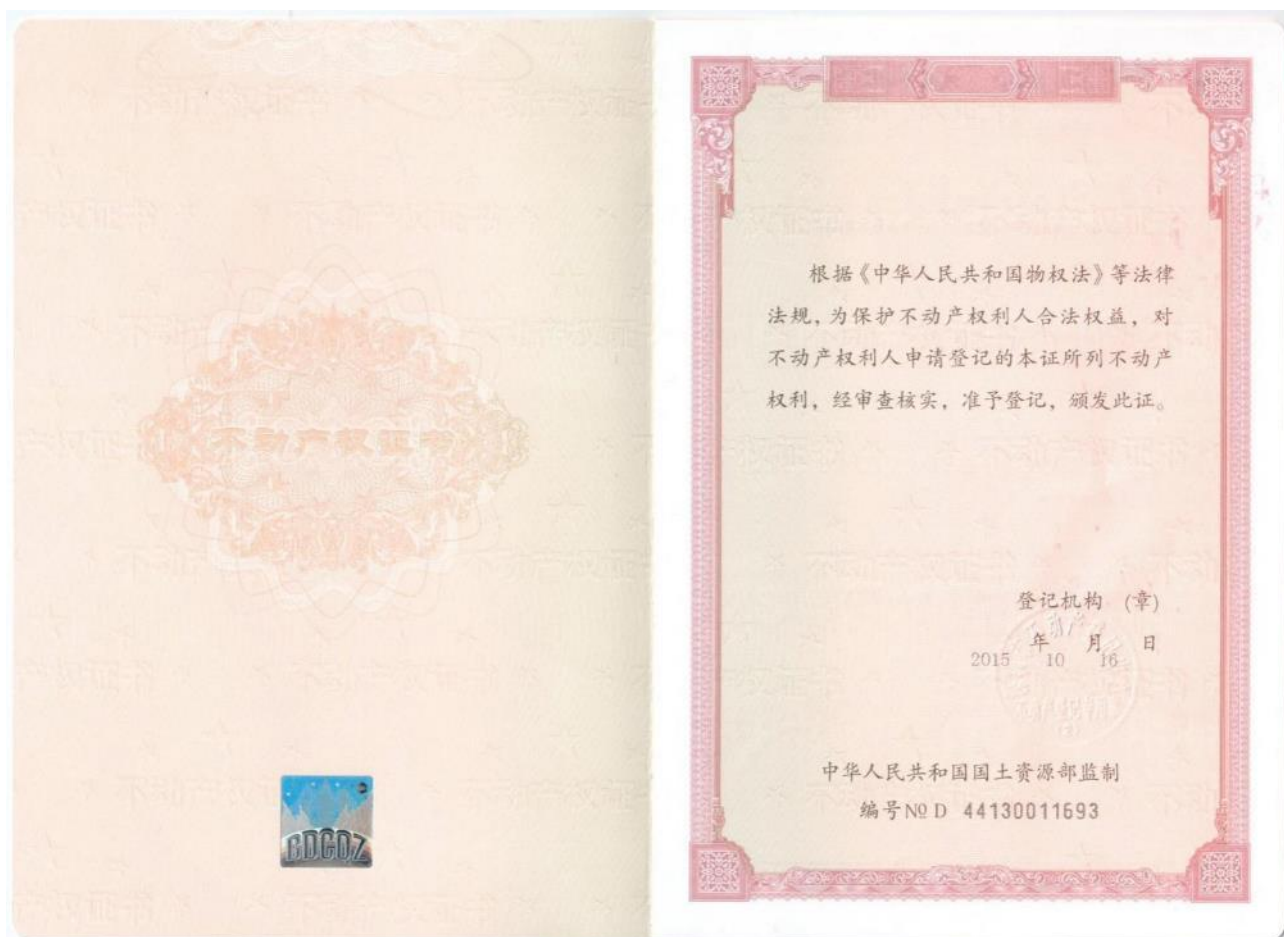 不动产权证书
BDCQZ
根据《中华人民共和国物权法》等法律
法规，为保护不动产权利人合法权益，对
不动产权利人申请登记的本证所列不动产
权利，经审查核实，准予登记，颁发此证。
登记机构 (章)
年 月 日
2015 10 16
中华人民共和国国土资源部监制
编号№ D 44130011693